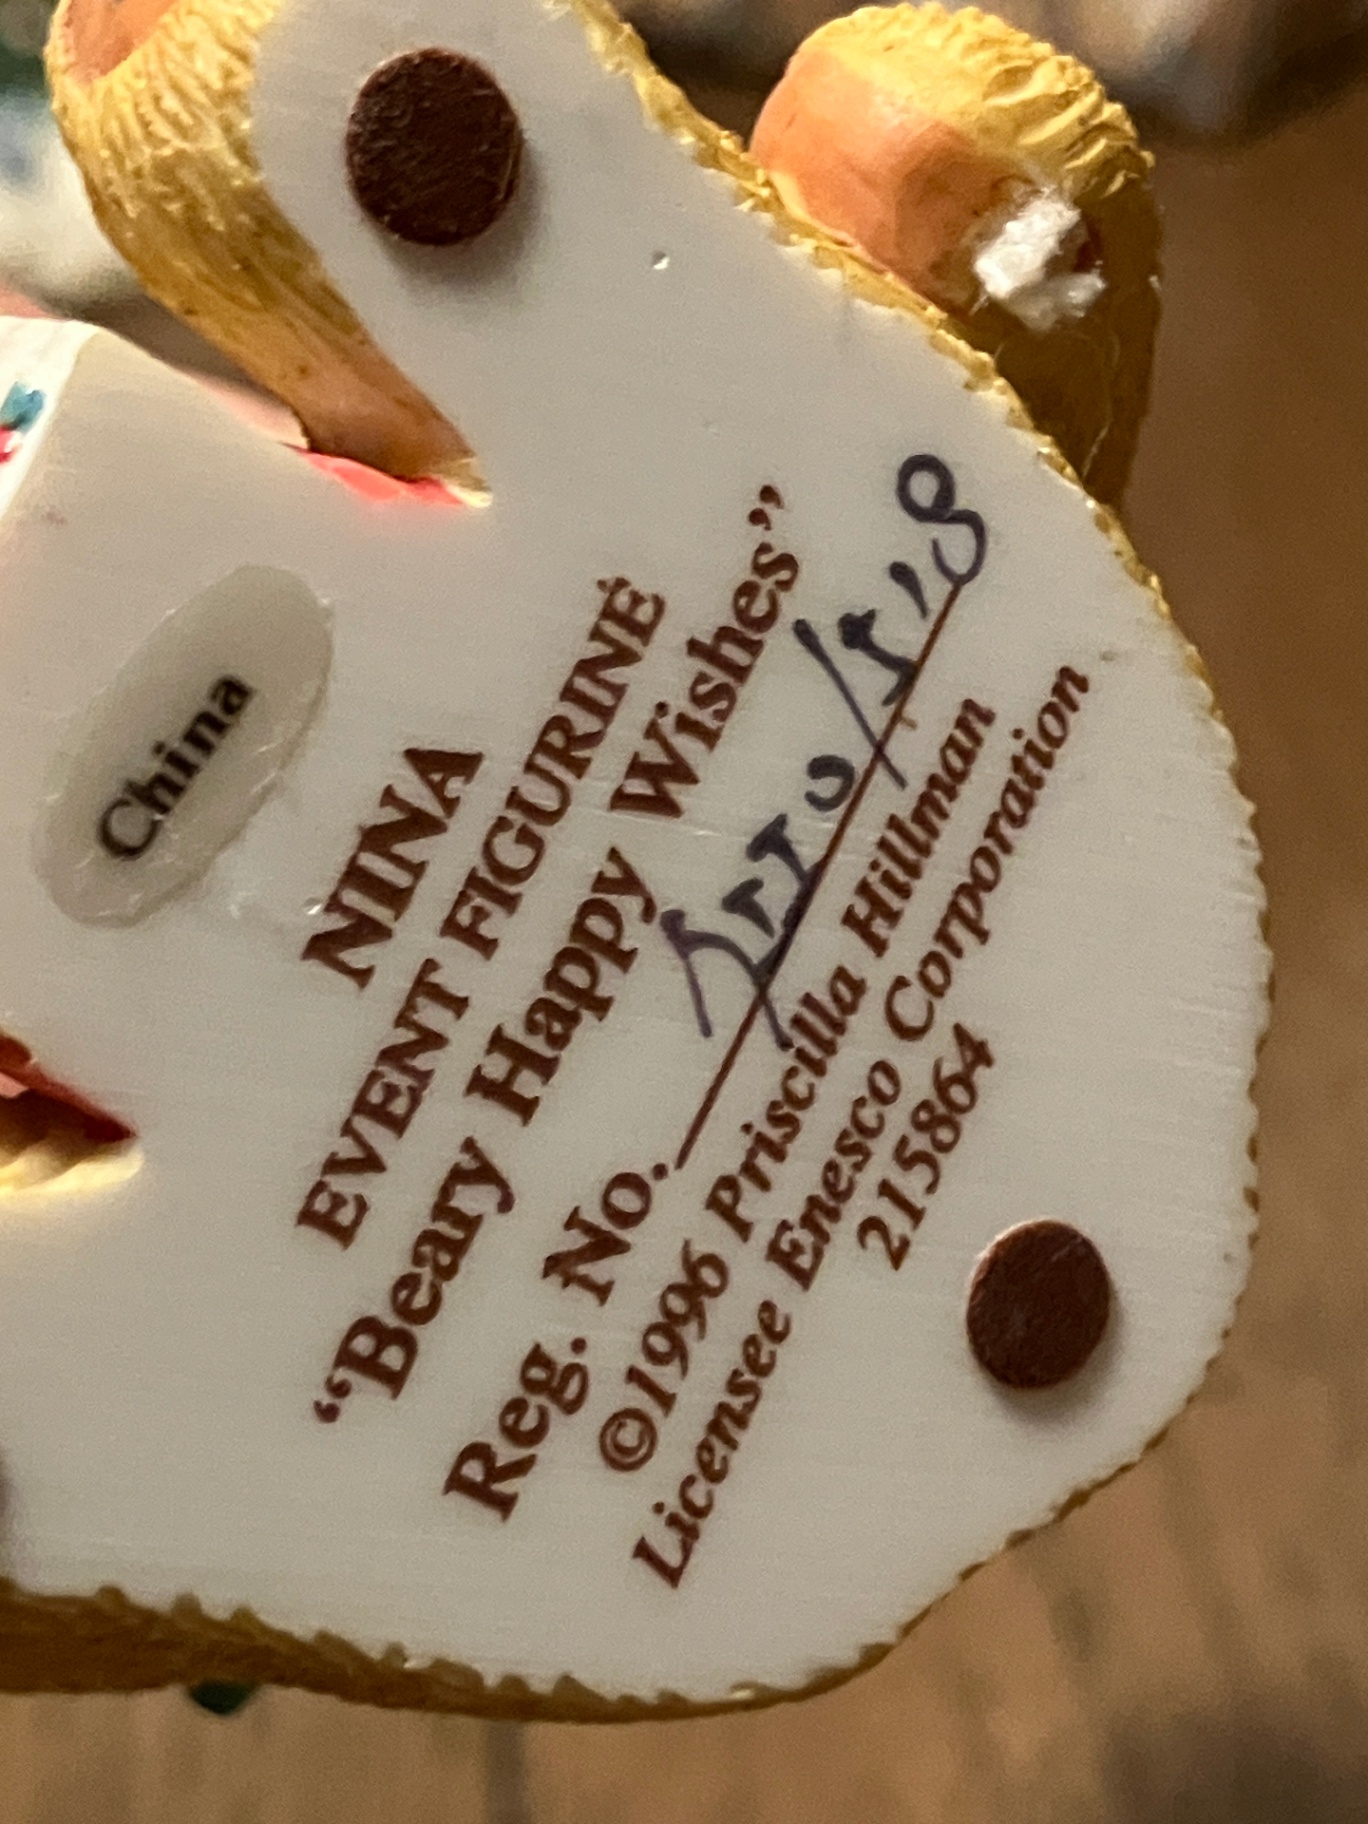 China
NINA
EVENT FIGURINE
“Beary Happy Wishes”
Reg. No.
©1996 Priscilla Hillman
Licensee Enesco Corporation
215864